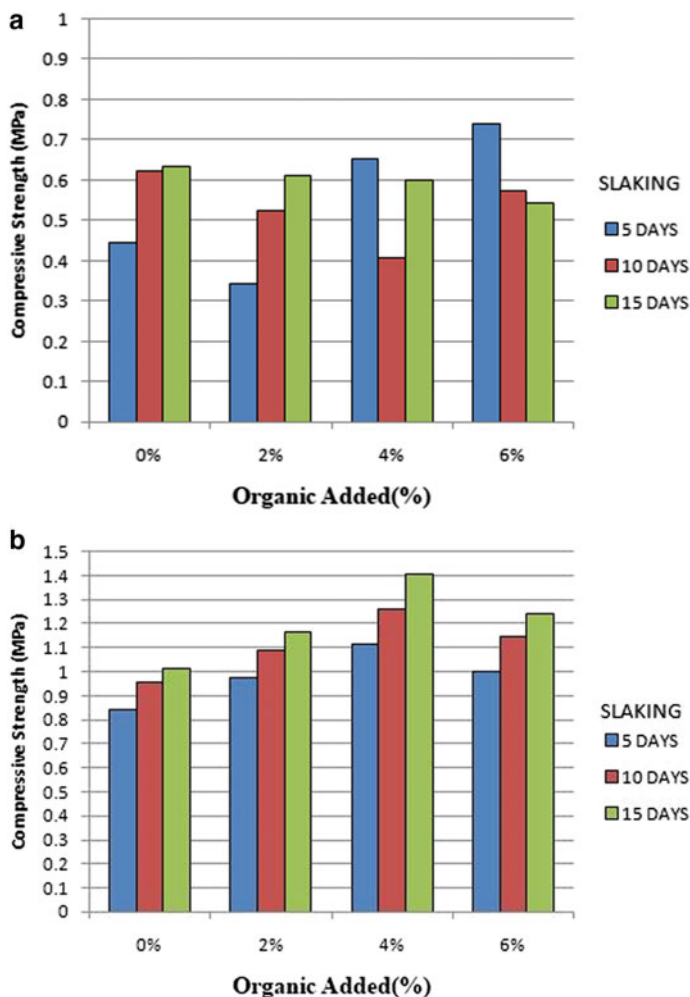 a
Compressive Strength (MPa)
1
0.9
0.8
0.7
0.6
0.5
0.4
0.3
0.2
0.1
0
0% 2% 4% 6%
Organic Added(%)
SLAKING
5 DAYS
10 DAYS
15 DAYS
b
Compressive Strength (MPa)
1.5
1.4
1.3
1.2
1.1
1
0.9
0.8
0.7
0.6
0.5
0.4
0.3
0.2
0.1
0
0% 2% 4% 6%
Organic Added(%)
SLAKING
5 DAYS
10 DAYS
15 DAYS